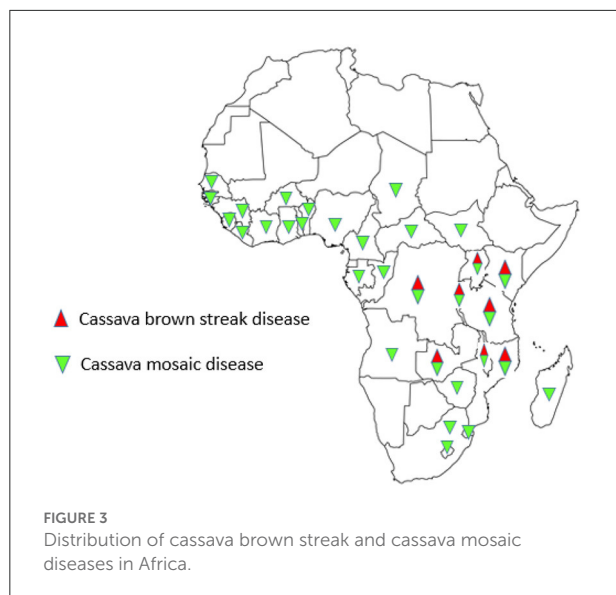 Cassava brown streak disease
Cassava mosaic disease
FIGURE 3
Distribution of cassava brown streak and cassava mosaic
diseases in Africa.